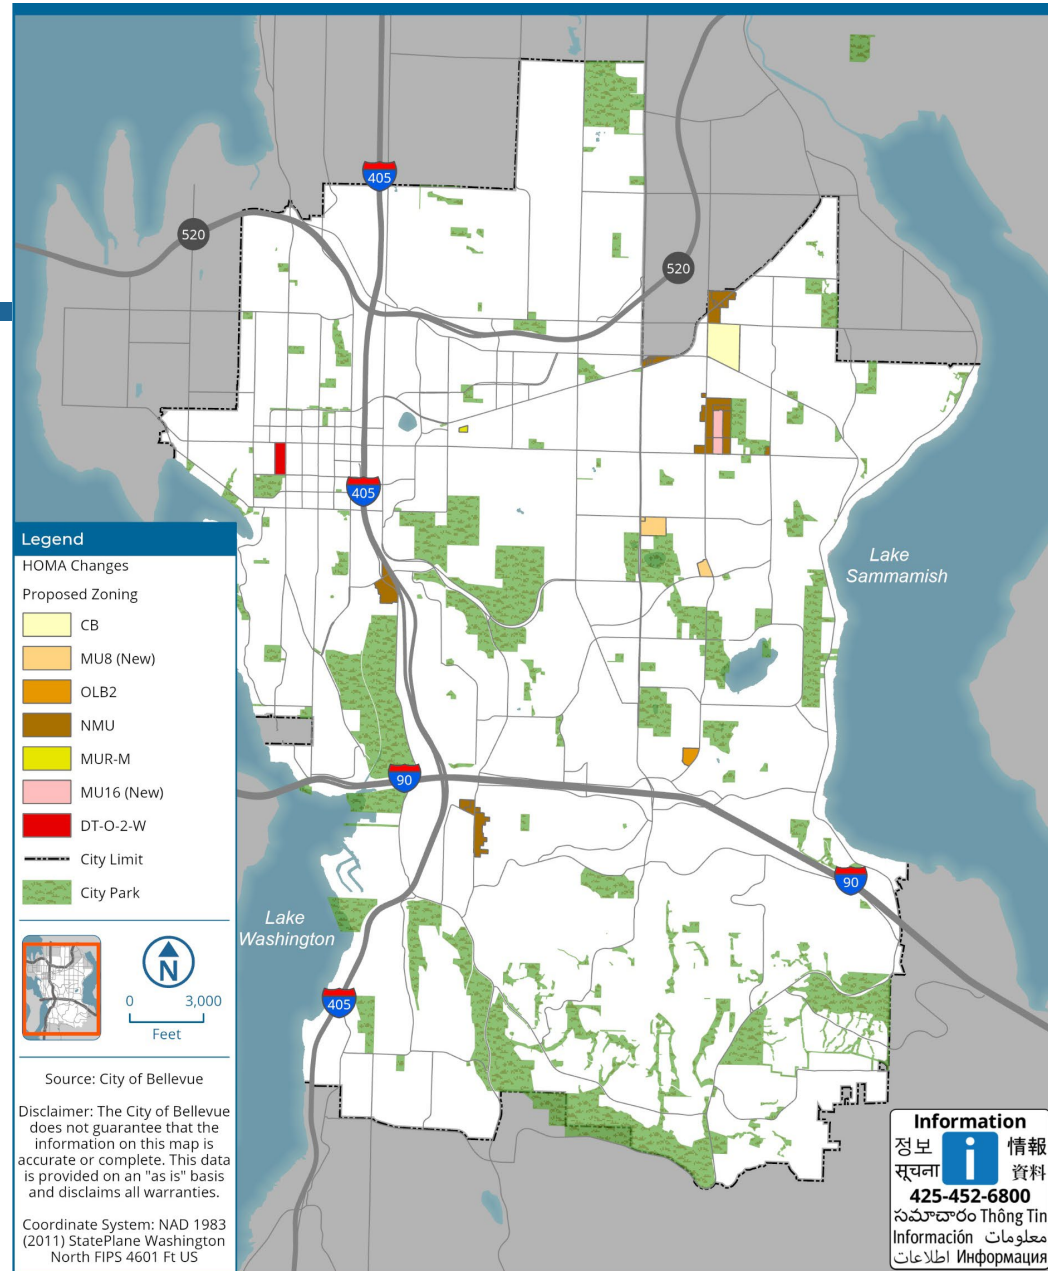 405
520
520
405
Lake
Sammamish
Legend
HOMA Changes
Proposed Zoning
CB
MU8 (New)
OLB2
NMU
MUR-M
MU16 (New)
DT-O-2-W
City Limit
City Park
90
90
Lake
Washington
405
N
0 3,000
Feet
Source: City of Bellevue
Disclaimer: The City of Bellevue
does not guarantee that the
information on this map is
accurate or complete. This data
is provided on an "as is" basis
and disclaims all warranties.
Coordinate System: NAD 1983
(2011) StatePlane Washington
North FIPS 4601 Ft US
Information
정보 i 情報
सूचना 資料
425-452-6800
సమాచారం Thông Tin
Información معلومات
اطلاعات Информация